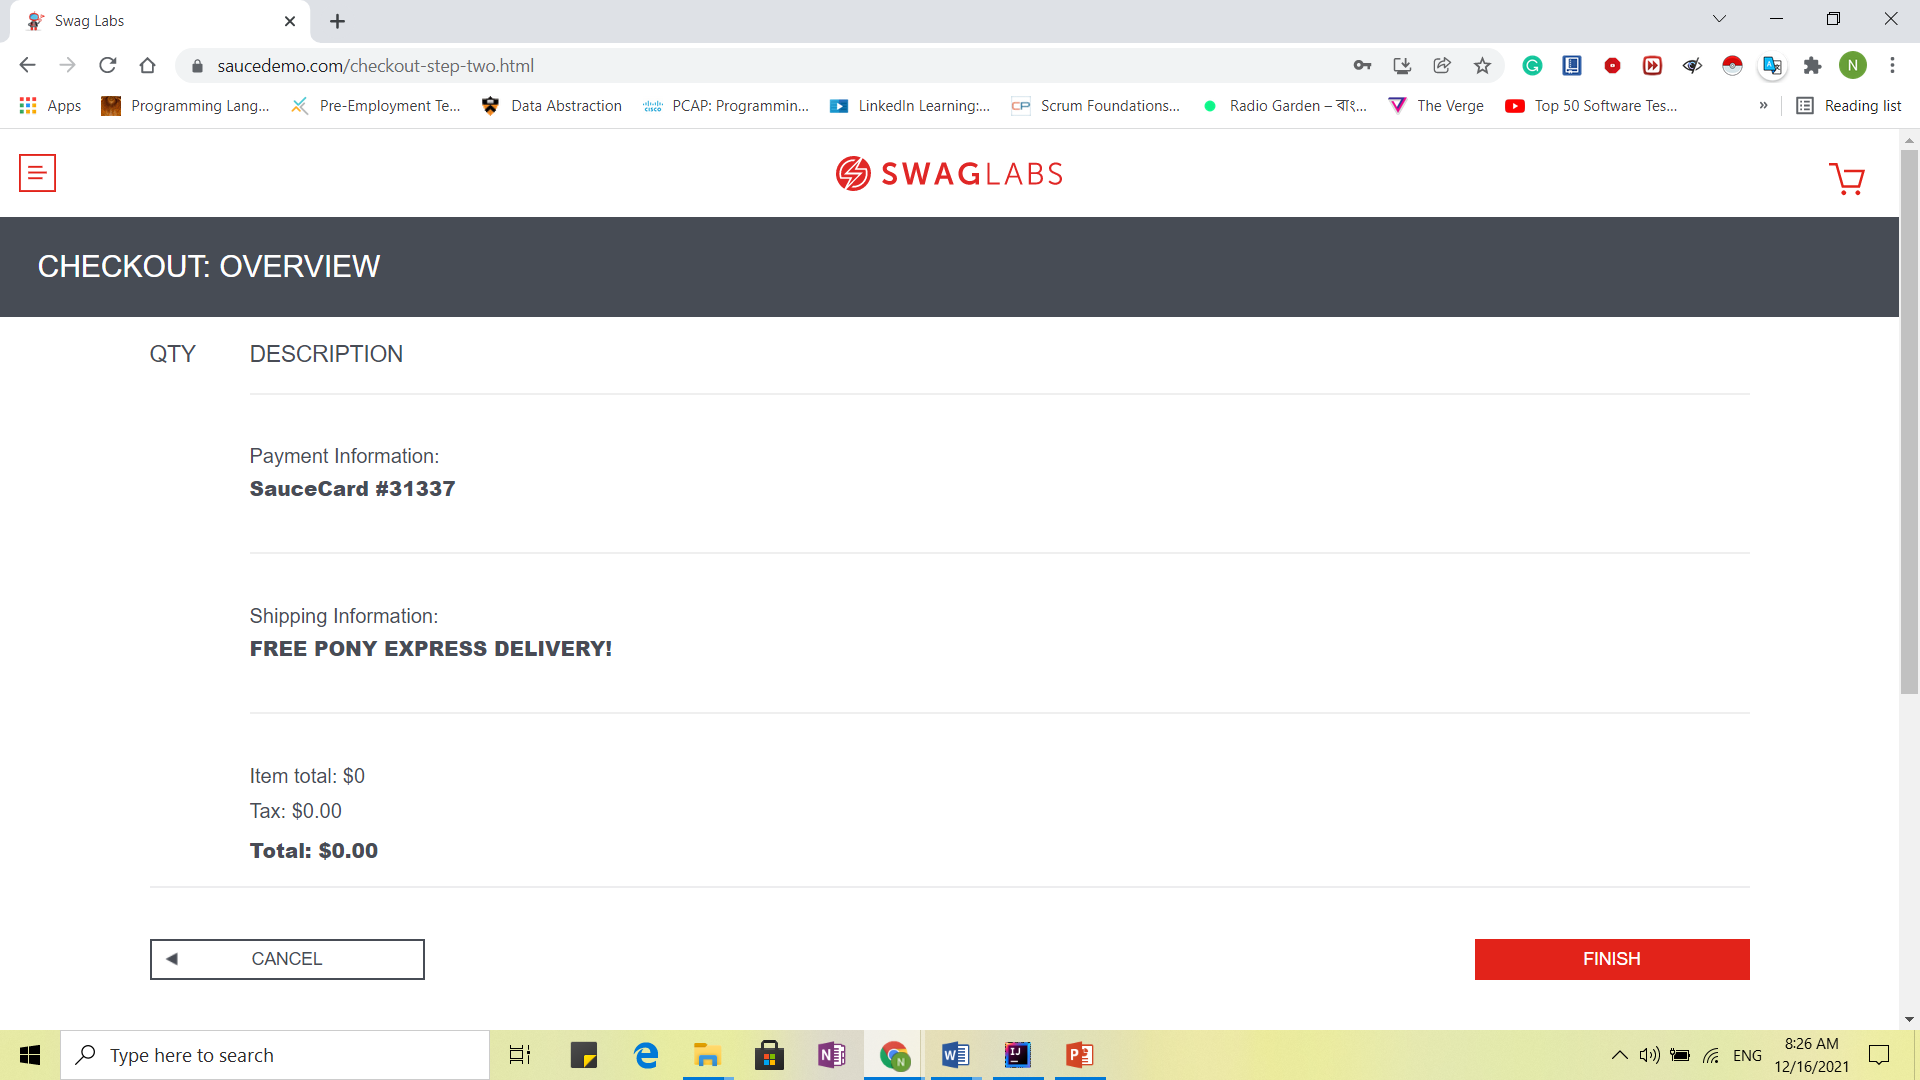 Swag Labs
saucedemo.com/checkout-step-two.html
N
Apps
Programming Lang...
Pre-Employment Te...
Data Abstraction
PCAP: Programmin...
LinkedIn Learning:...
Scrum Foundations...
Radio Garden – বাং...
The Verge
Top 50 Software Tes...
»
Reading list
SWAGLABS
CHECKOUT: OVERVIEW
QTY DESCRIPTION
Payment Information:
SauceCard #31337
Shipping Information:
FREE PONY EXPRESS DELIVERY!
Item total: $0
Tax: $0.00
Total: $0.00
CANCEL
FINISH
Type here to search
ENG
8:26 AM
12/16/2021